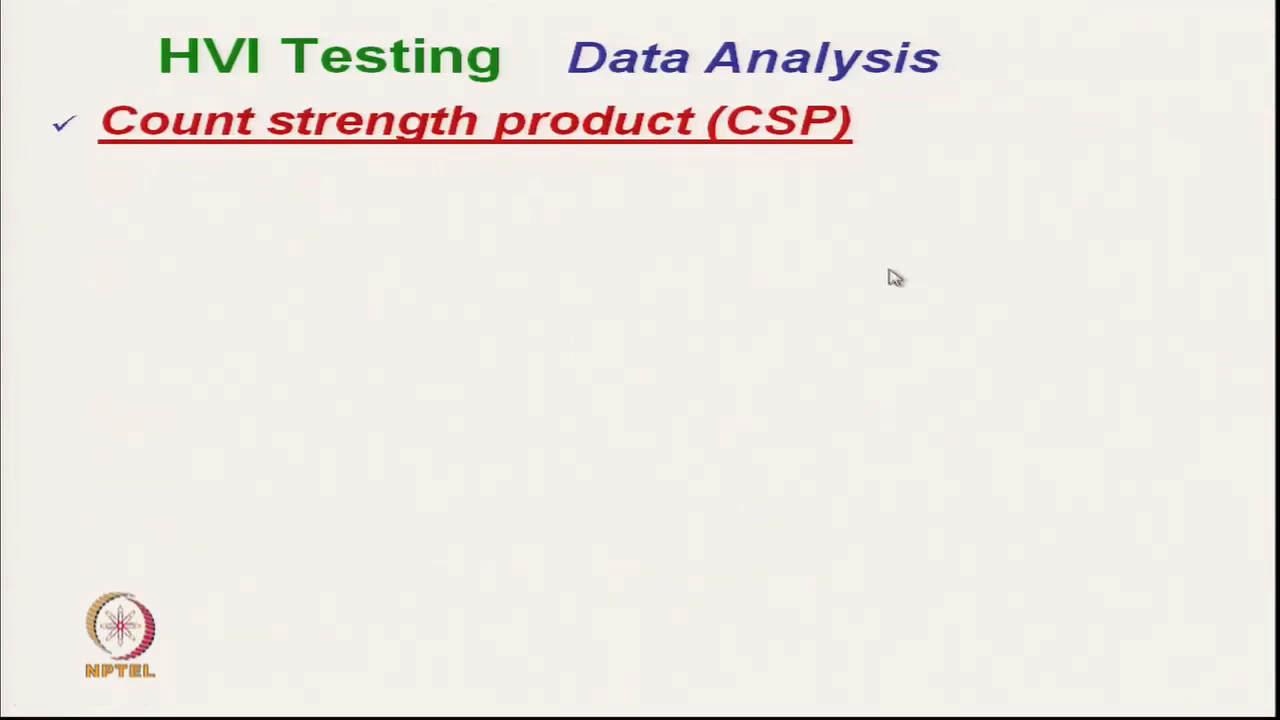 HVI Testing Data Analysis
✓ Count strength product (CSP)
NPTEL